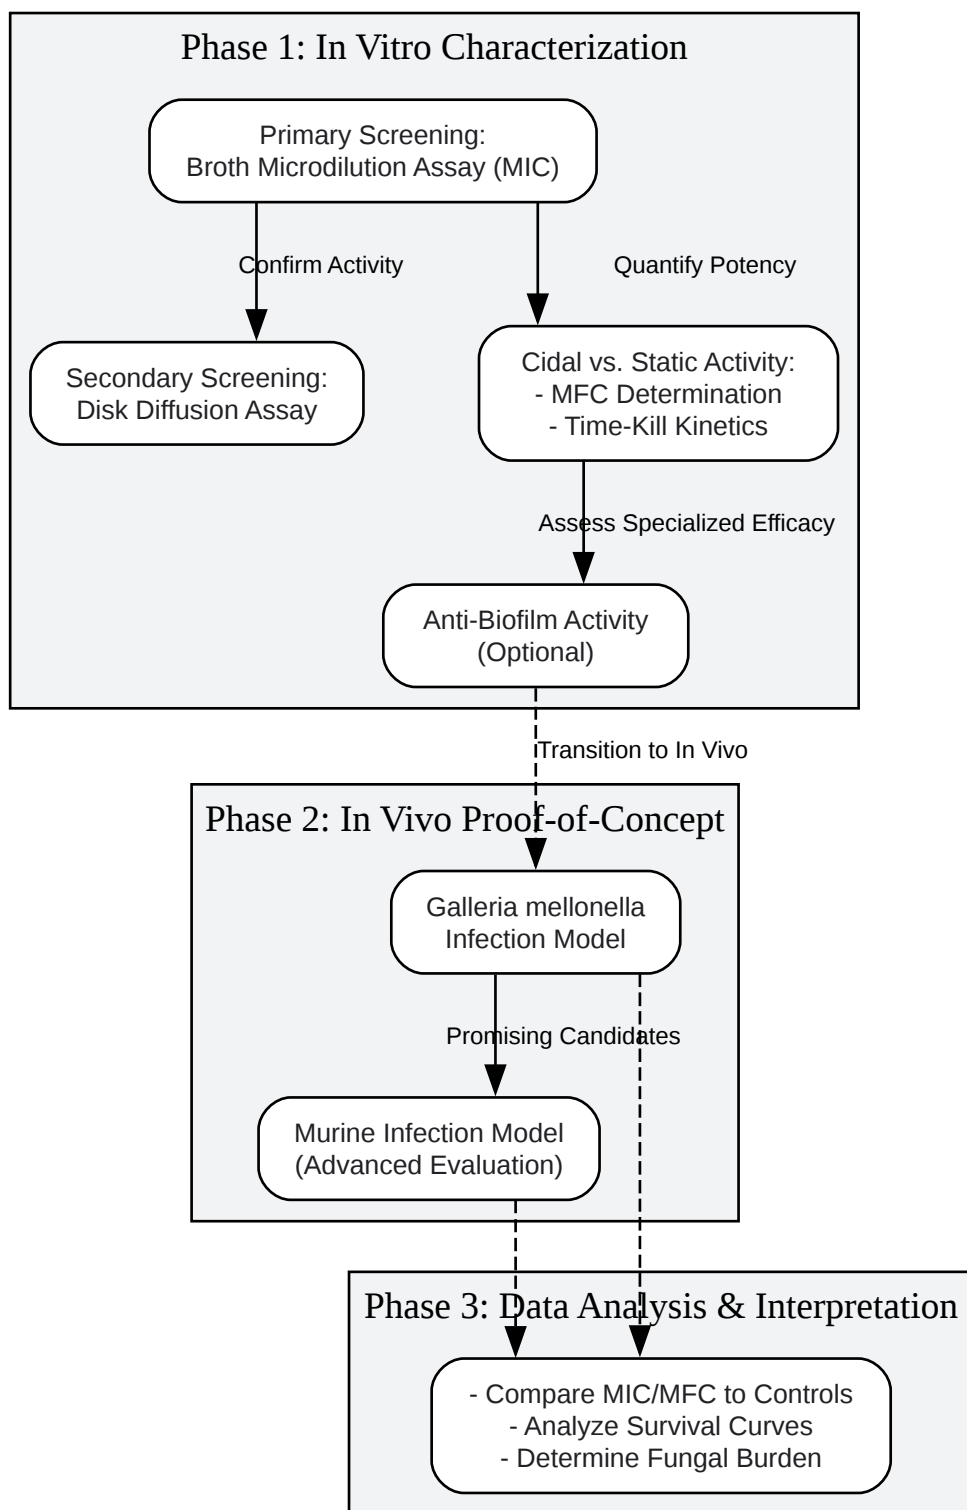 Phase 1: In Vitro Characterization
Primary Screening:
Broth Microdilution Assay (MIC)
Confirm Activity
Quantify Potency
Secondary Screening:
Disk Diffusion Assay
Cidal vs. Static Activity:
- MFC Determination
- Time-Kill Kinetics
Assess Specialized Efficacy
Anti-Biofilm Activity
(Optional)
Transition to In Vivo
Phase 2: In Vivo Proof-of-Concept
Galleria mellonella
Infection Model
Promising Candidates
Murine Infection Model
(Advanced Evaluation)
Phase 3: Data Analysis & Interpretation
- Compare MIC/MFC to Controls
- Analyze Survival Curves
- Determine Fungal Burden